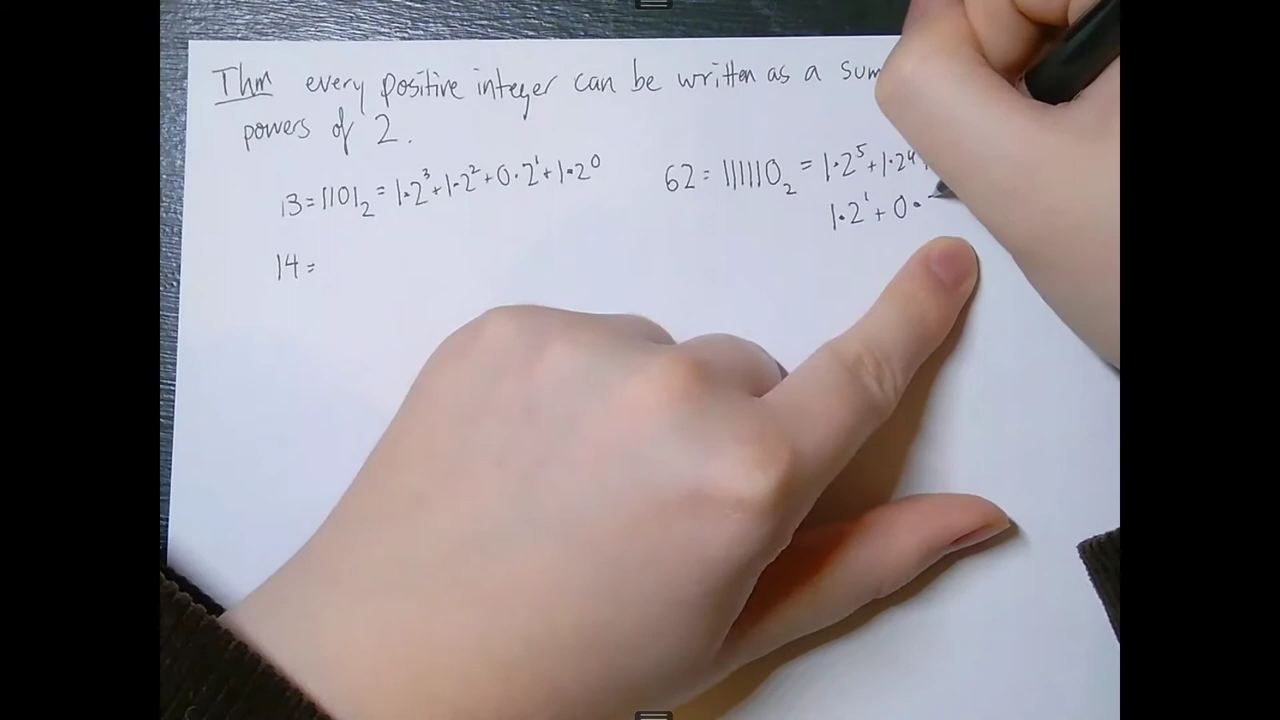 Thm every positive integer can be written as a sum
powers of 2.
13 = 1101₂ = 1·2³ + 1·2² + 0·2¹ + 1·2⁰
14 =
62 = 111110₂ = 1·2⁵ + 1·2⁴
1·2¹ + 0·